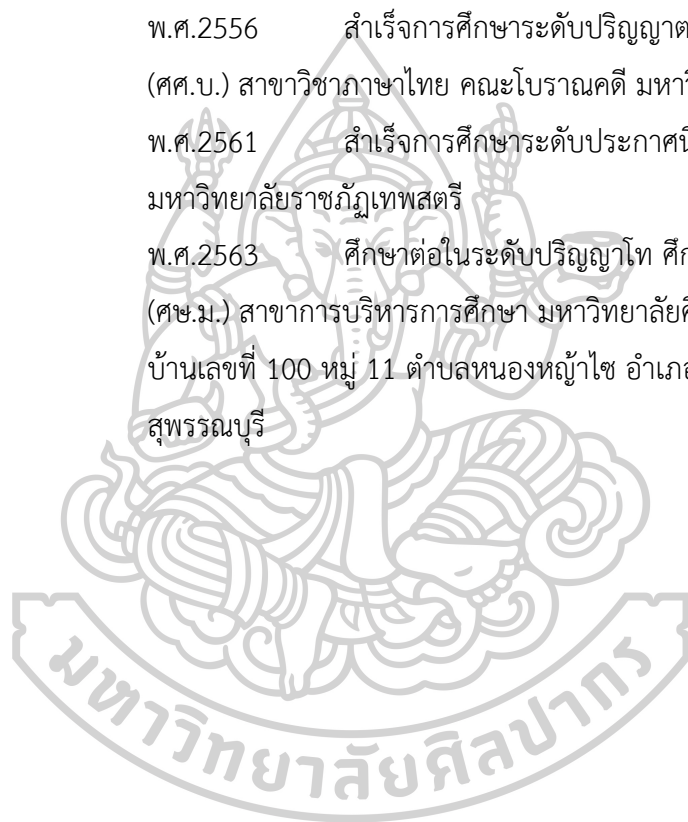 พ.ศ.2556 สำเร็จการศึกษาระดับปริญญาต
(ศศ.บ.) สาขาวิชาภาษาไทย คณะโบราณคดี มหาวิ
พ.ศ.2561 สำเร็จการศึกษาระดับประกาศนี
มหาวิทยาลัยราชภัฏเทพสตรี
พ.ศ.2563 ศึกษาต่อในระดับปริญญาโท ศึก
(ศษ.ม.) สาขาการบริหารการศึกษา มหาวิทยาลัยศิ
บ้านเลขที่ 100 หมู่ 11 ตำบลหนองหญ้าไซ อำเภอ
สุพรรณบุรี
มหาวิทยาลัยศิลปากร